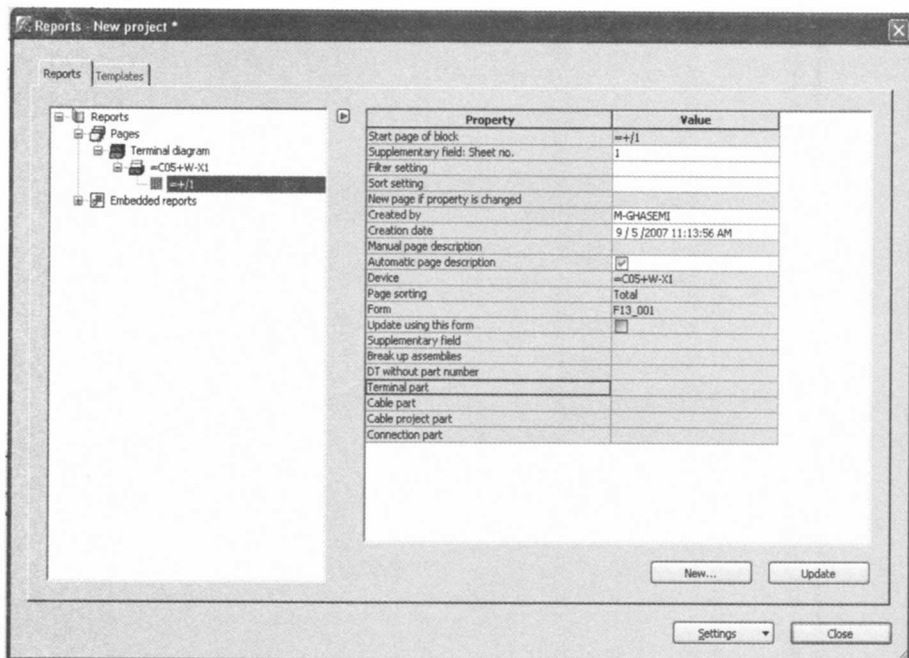 Reports - New project *
Reports Templates
Reports
Pages
Terminal diagram
=C05+W-X1
=+/1
Embedded reports
Property Value
Start page of block =+/1
Supplementary field: Sheet no. 1
Filter setting
Sort setting
New page if property is changed
Created by M-GHASEMI
Creation date 9 / 5 /2007 11:13:56 AM
Manual page description
Automatic page description
Device =C05+W-X1
Page sorting Total
Form F13_001
Update using this form
Supplementary field
Break up assemblies
DT without part number
Terminal part
Cable part
Cable project part
Connection part
New... Update
Settings Close